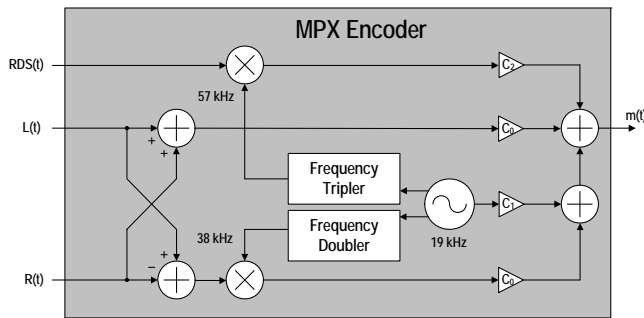 MPX Encoder
RDS(t)
57 kHz
C2
L(t)
+
+
C0
m(t)
Frequency
Tripler
C1
19 kHz
Frequency
Doubler
38 kHz
+
−
R(t)
C0